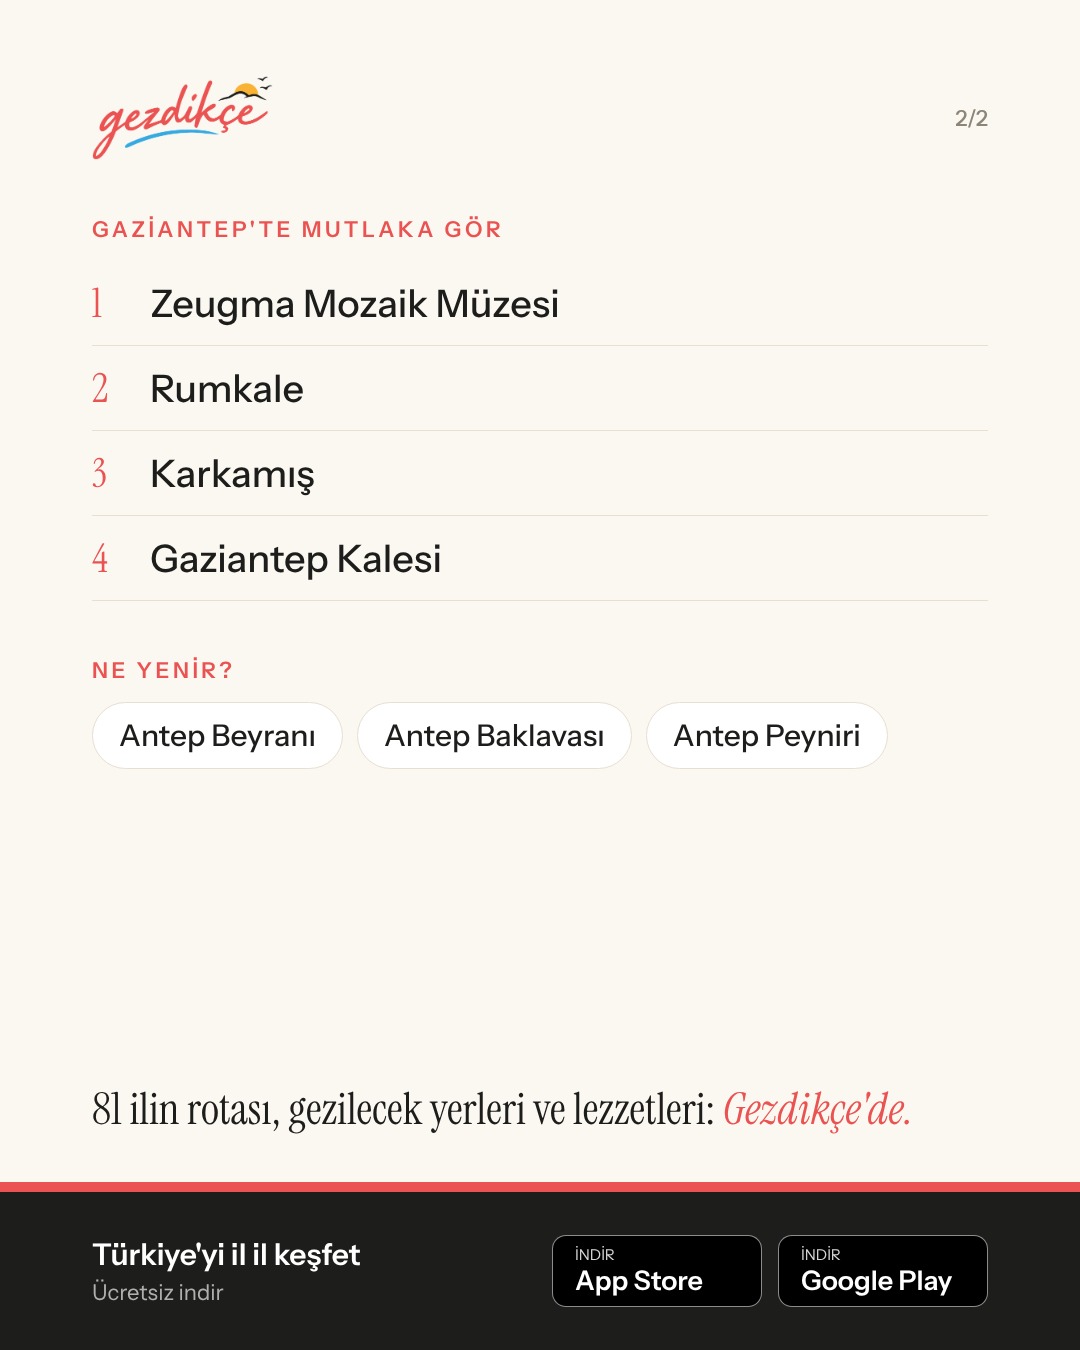 gezdikçe
2/2
GAZİANTEP'TE MUTLAKA GÖR
1 Zeugma Mozaik Müzesi
2 Rumkale
3 Karkamış
4 Gaziantep Kalesi
NE YENİR?
Antep Beyranı Antep Baklavası Antep Peyniri
81 ilin rotası, gezilecek yerleri ve lezzetleri: Gezdikçe'de.
Türkiye'yi il il keşfet
Ücretsiz indir
İNDİR
App Store
İNDİR
Google Play